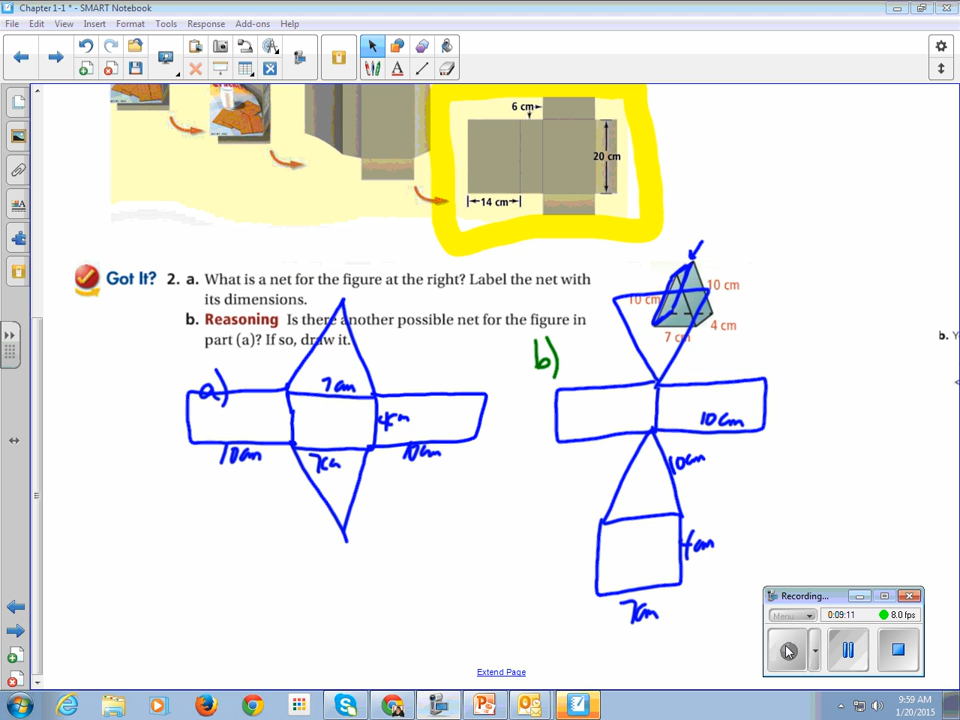 Chapter 1-1 * - SMART Notebook
File Edit View Insert Format Tools Response Add-ons Help
6 cm
20 cm
14 cm
Got It? 2. a. What is a net for the figure at the right? Label the net with
its dimensions.
b. Reasoning Is there another possible net for the figure in
part (a)? If so, draw it.
10 cm
10 cm
4 cm
7 cm
b. Y
a)
7cm
4cm
10cm
7cm
10cm
b)
10cm
10cm
4cm
7cm
Recording...
Menu
0:09:11
8.0 fps
Extend Page
9:59 AM
1/20/2015